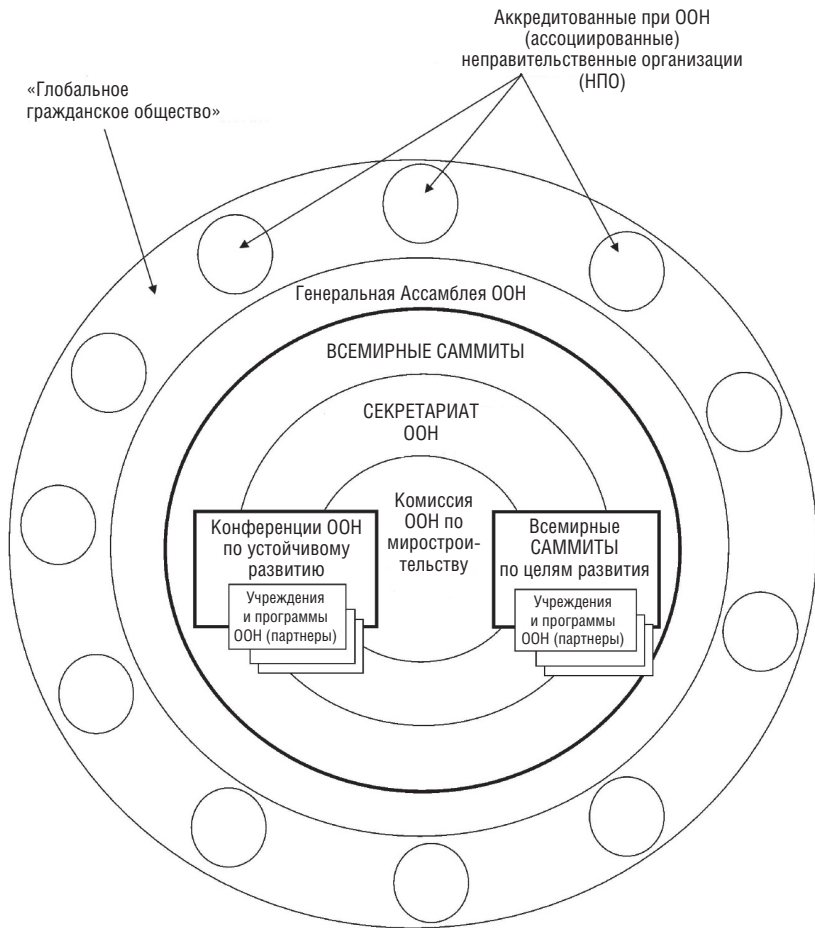 Аккредитованные при ООН
(ассоциированные)
неправительственные организации
(НПО)
«Глобальное
гражданское общество»
Генеральная Ассамблея ООН
ВСЕМИРНЫЕ САММИТЫ
СЕКРЕТАРИАТ
ООН
Комиссия
ООН по
мирострои-
тельству
Конференции ООН
по устойчивому
развитию
Учреждения
и программы
ООН (партнеры)
Всемирные
САММИТЫ
по целям развития
Учреждения
и программы
ООН (партнеры)